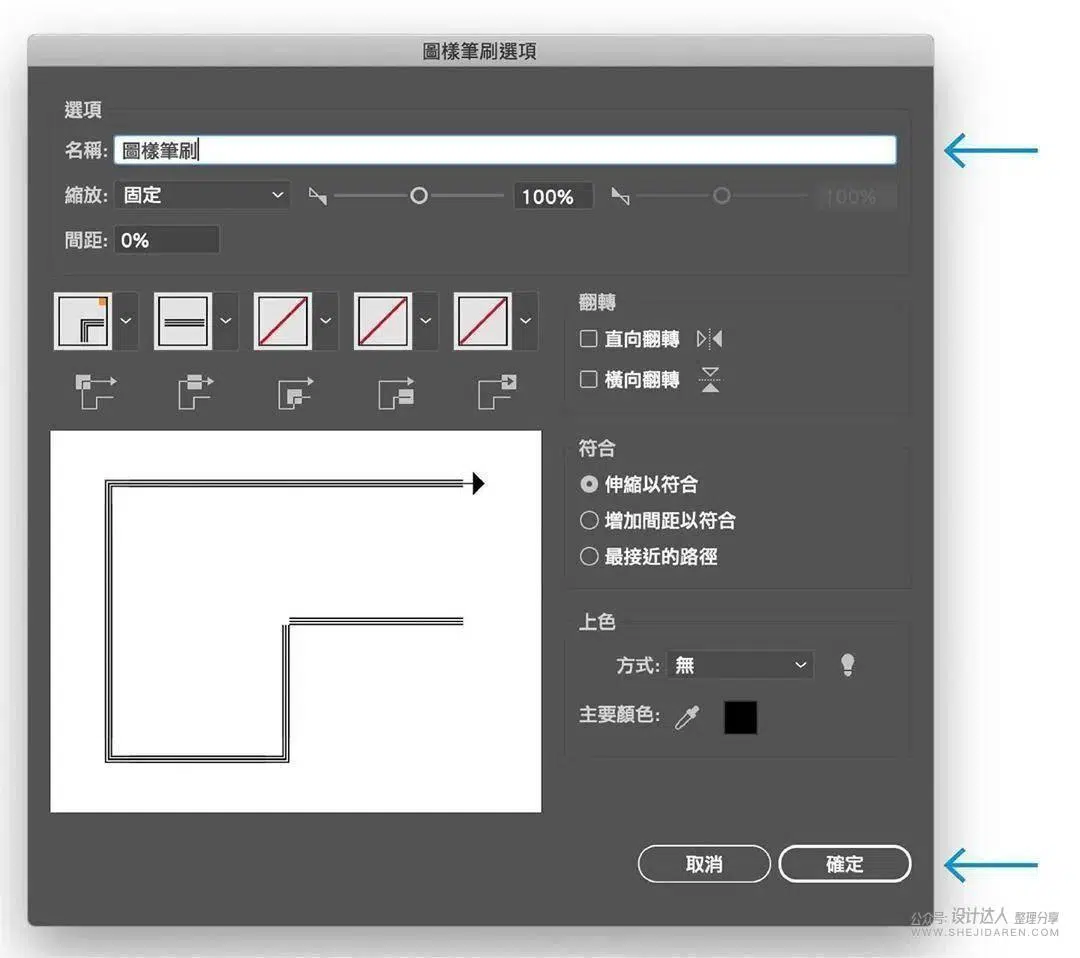 圖樣筆刷選項
選項
名稱: 圖樣筆刷
縮放: 固定 100% 100%
間距: 0%
翻轉
直向翻轉
橫向翻轉
符合
伸縮以符合
增加間距以符合
最接近的路徑
上色
方式: 無
主要顏色:
取消 確定
公众号: 设计达人 整理分享
WWW.SHEJIDAREN.COM